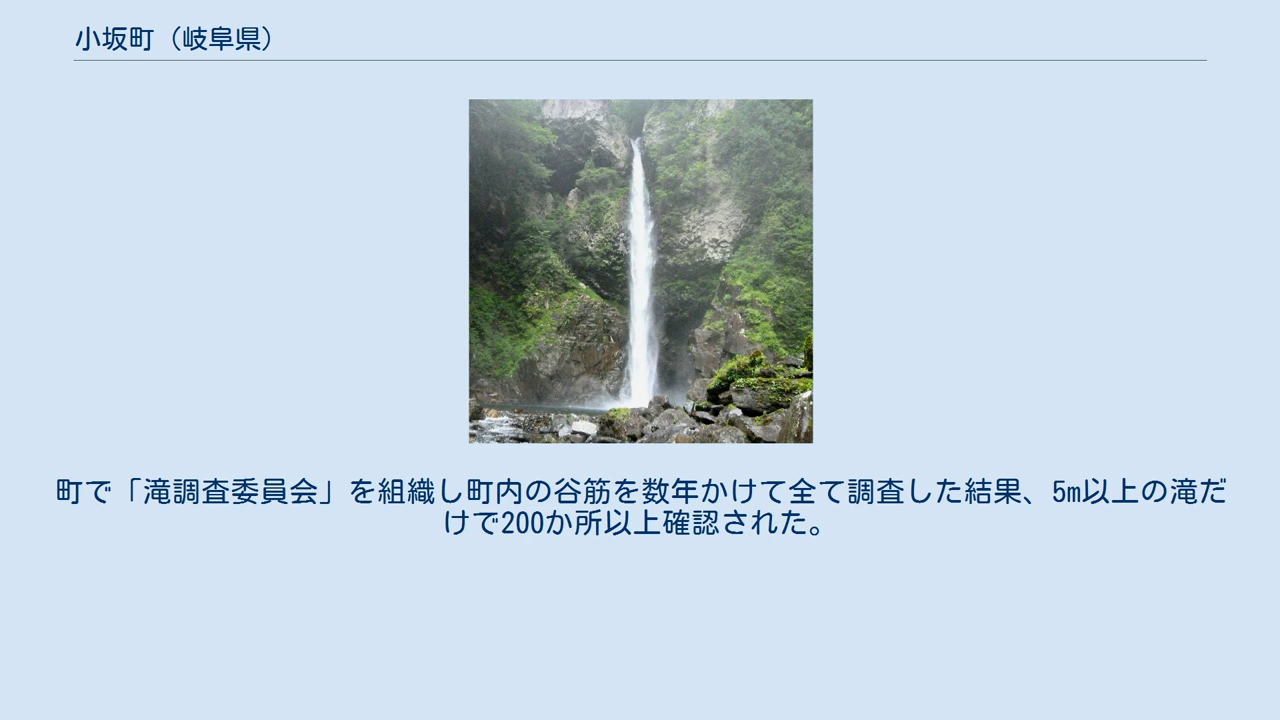 小坂町（岐阜県）
町で「滝調査委員会」を組織し町内の谷筋を数年かけて全て調査した結果、5m以上の滝だ
けで200か所以上確認された。